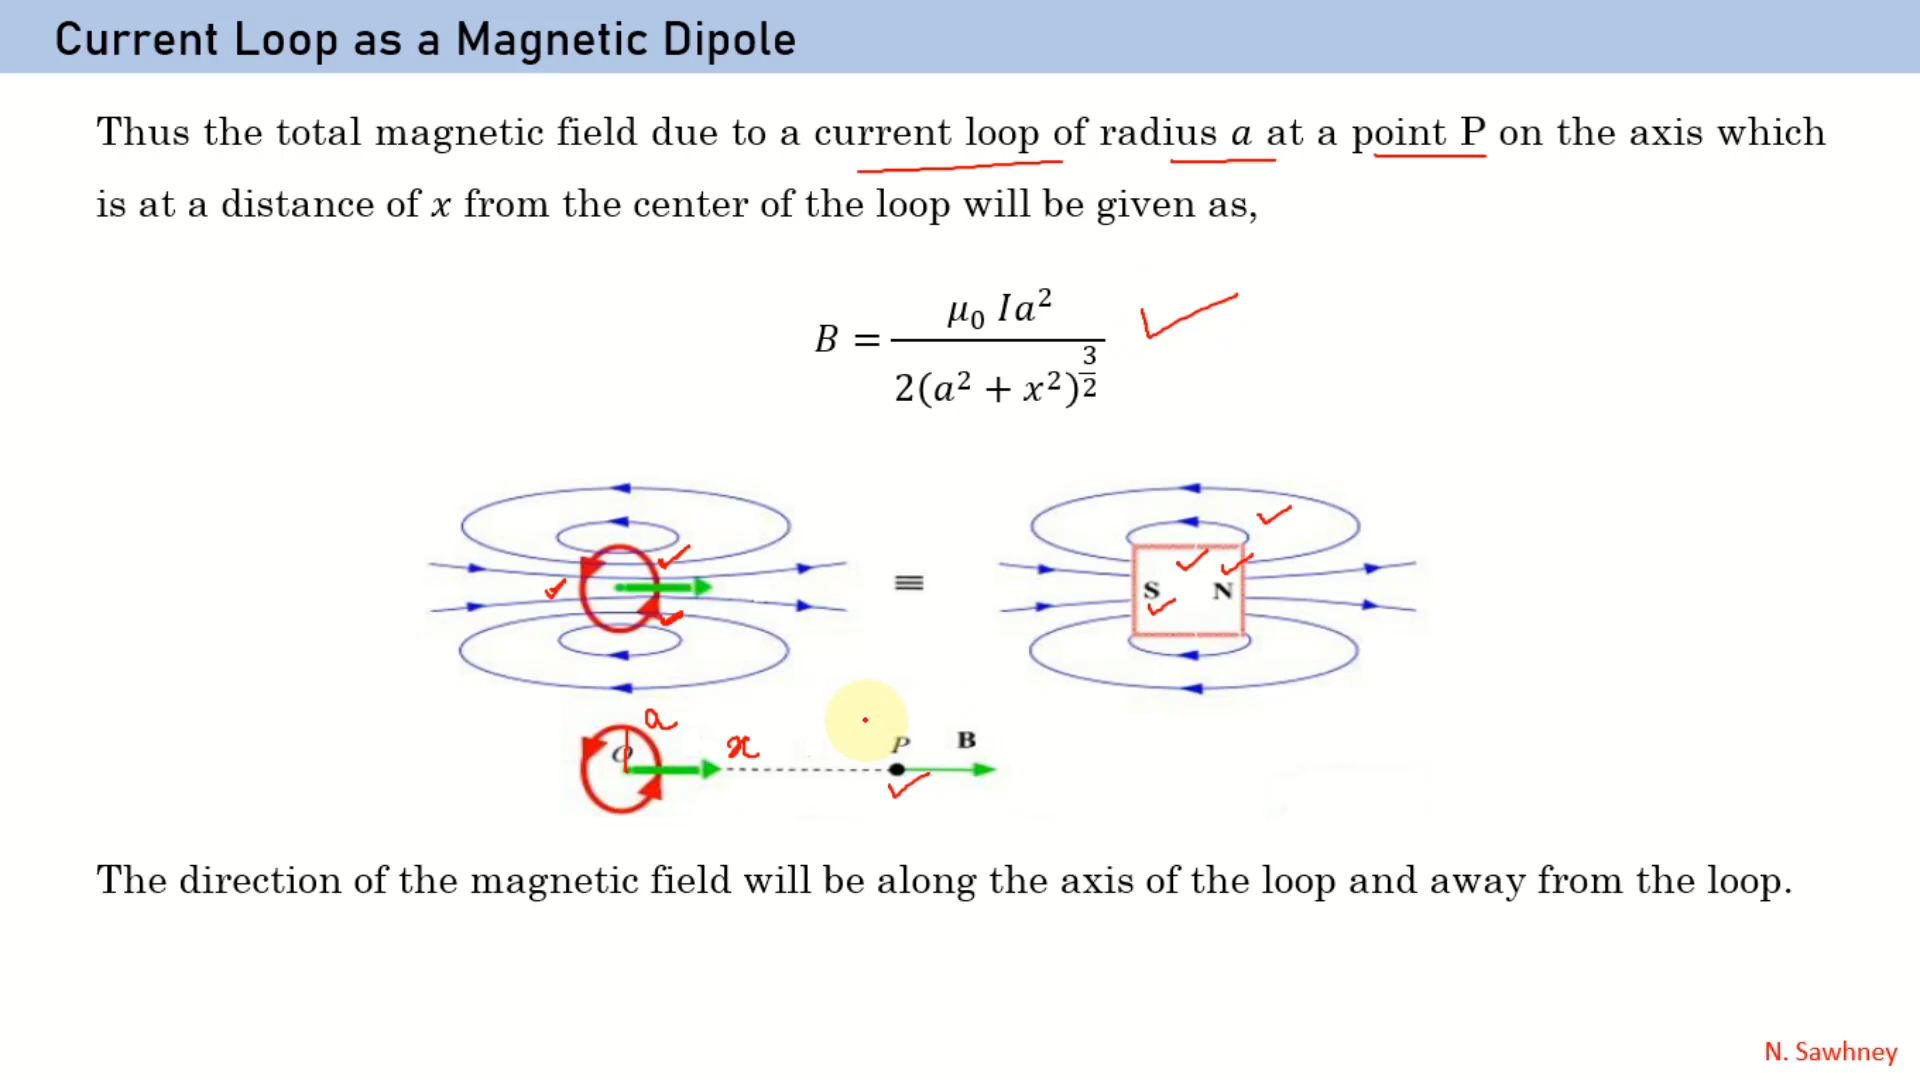 Current Loop as a Magnetic Dipole
Thus the total magnetic field due to a current loop of radius a at a point P on the axis which
is at a distance of x from the center of the loop will be given as,
B = μ₀ Ia² / 2(a² + x²)^(3/2)
≡
S N
a
O x P B
The direction of the magnetic field will be along the axis of the loop and away from the loop.
N. Sawhney